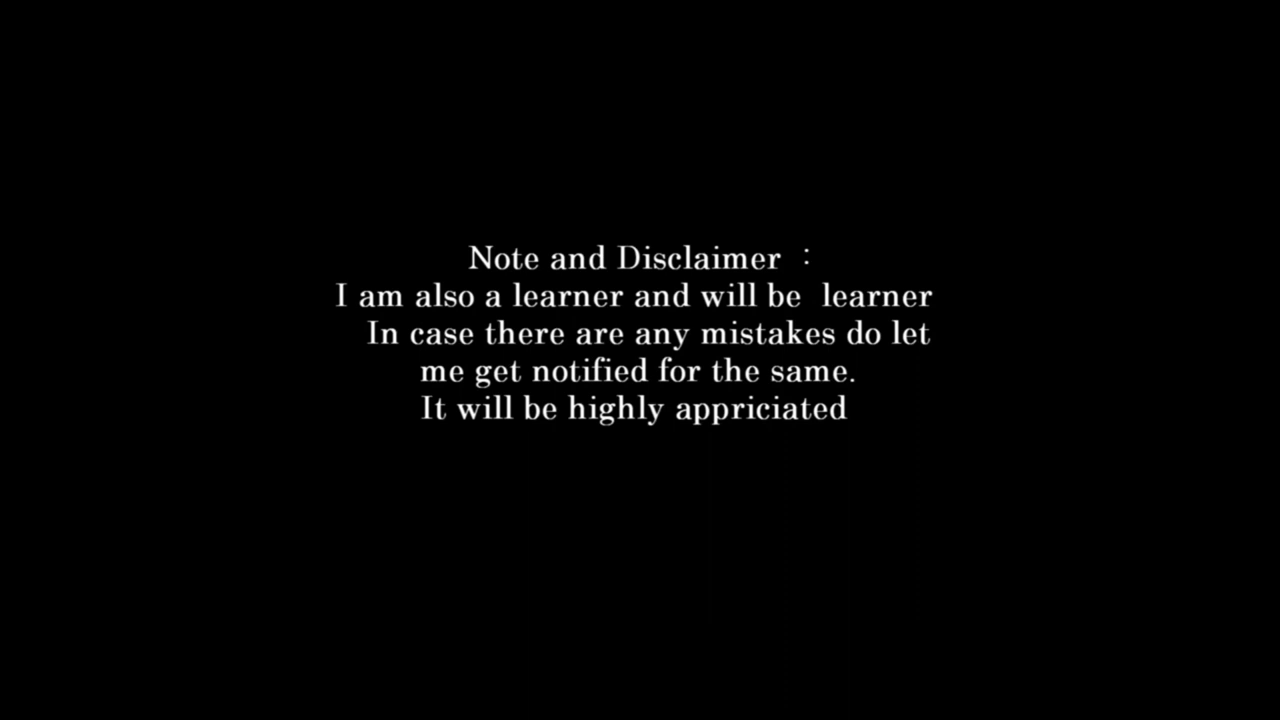 Note and Disclaimer :
I am also a learner and will be learner
In case there are any mistakes do let
me get notified for the same.
It will be highly appriciated